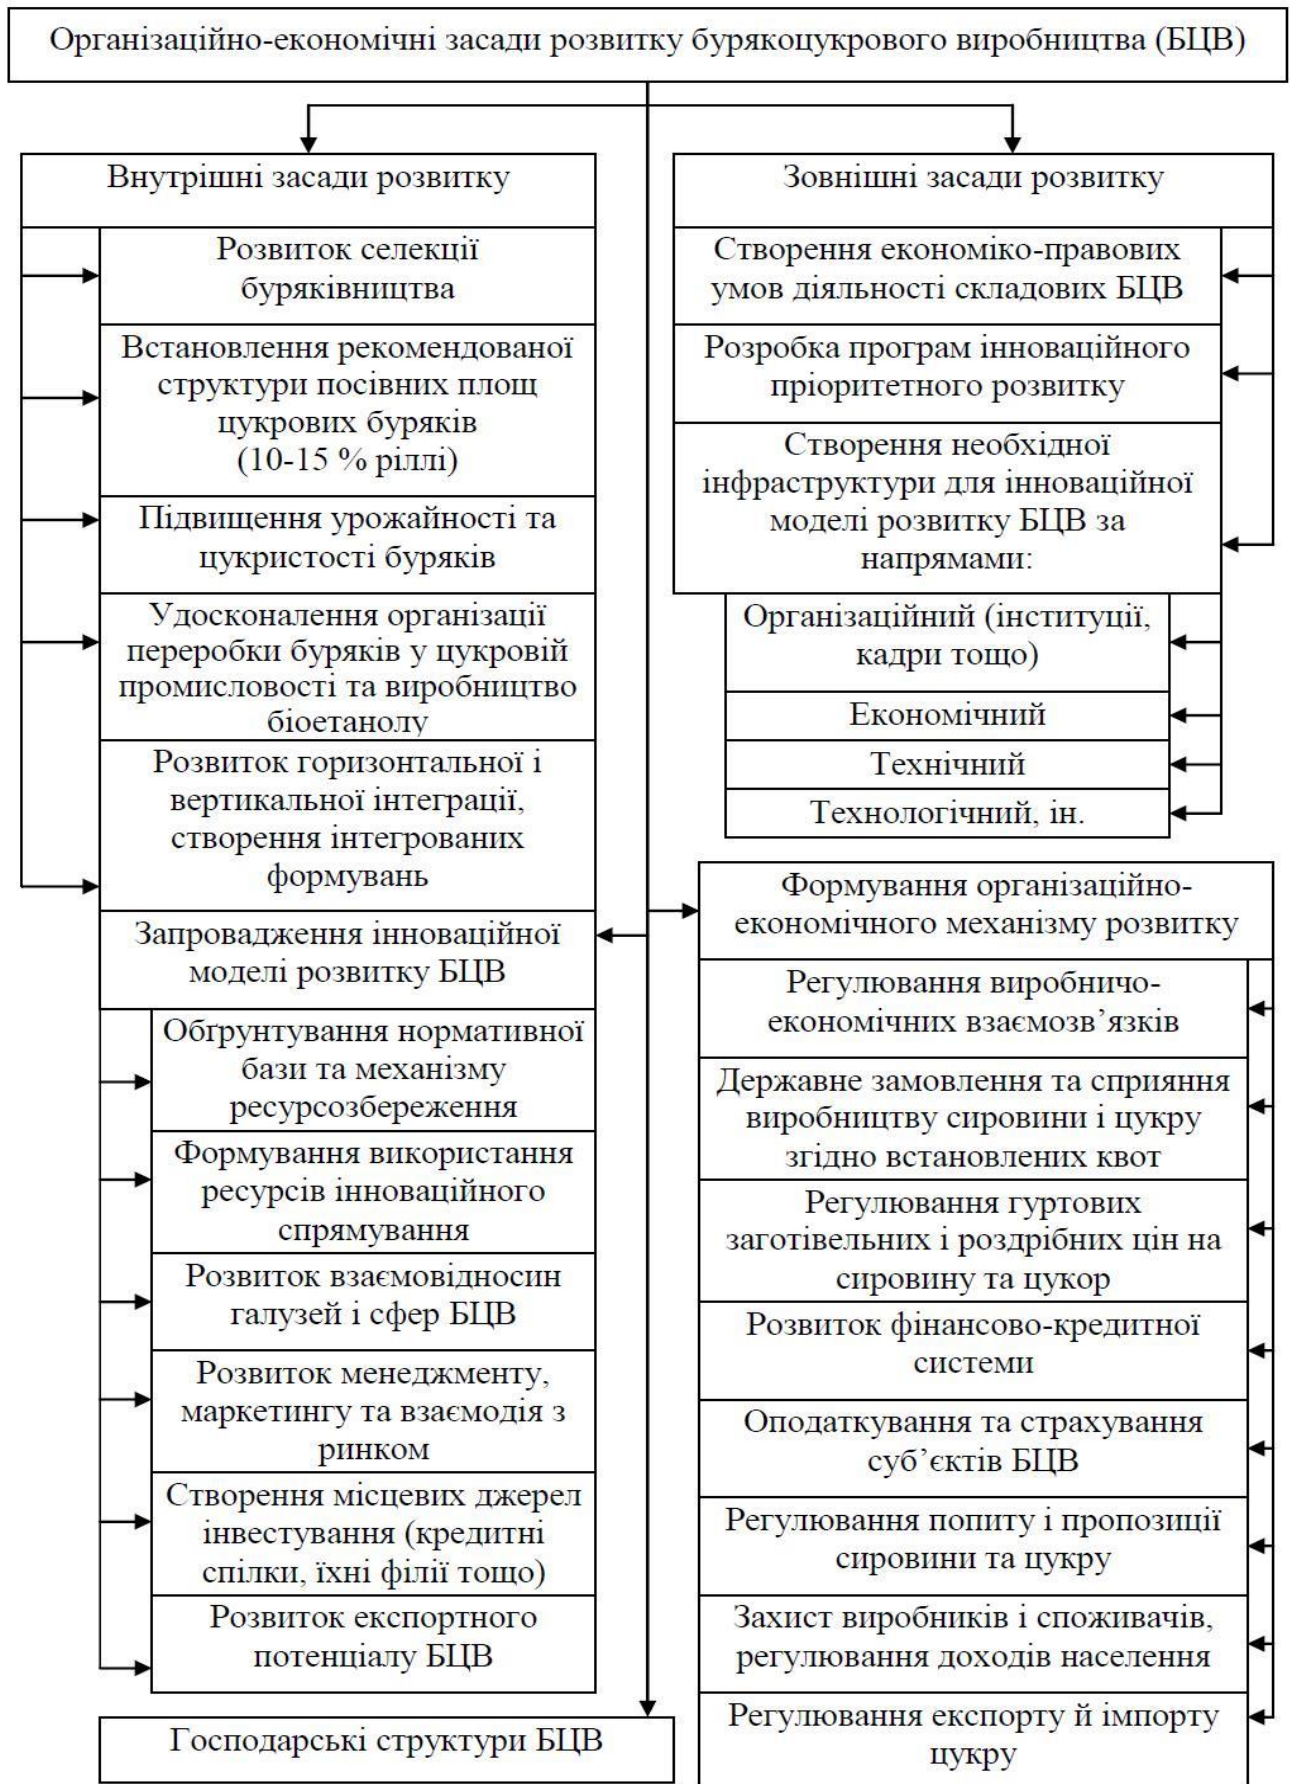 Організаційно-економічні засади розвитку бурякоцукрового виробництва (БЦВ)
Внутрішні засади розвитку
Розвиток селекції
буряківництва
Встановлення рекомендованої
структури посівних площ
цукрових буряків
(10-15 % ріллі)
Підвищення урожайності та
цукристості буряків
Удосконалення організації
переробки буряків у цукровій
промисловості та виробництво
біоетанолу
Розвиток горизонтальної і
вертикальної інтеграції,
створення інтегрованих
формувань
Запровадження інноваційної
моделі розвитку БЦВ
Обґрунтування нормативної
бази та механізму
ресурсозбереження
Формування використання
ресурсів інноваційного
спрямування
Розвиток взаємовідносин
галузей і сфер БЦВ
Розвиток менеджменту,
маркетингу та взаємодія з
ринком
Створення місцевих джерел
інвестування (кредитні
спілки, їхні філії тощо)
Розвиток експортного
потенціалу БЦВ
Господарські структури БЦВ
Зовнішні засади розвитку
Створення економіко-правових
умов діяльності складових БЦВ
Розробка програм інноваційного
пріоритетного розвитку
Створення необхідної
інфраструктури для інноваційної
моделі розвитку БЦВ за
напрямами:
Організаційний (інституції,
кадри тощо)
Економічний
Технічний
Технологічний, ін.
Формування організаційно-
економічного механізму розвитку
Регулювання виробничо-
економічних взаємозв’язків
Державне замовлення та сприяння
виробництву сировини і цукру
згідно встановлених квот
Регулювання гуртових
заготівельних і роздрібних цін на
сировину та цукор
Розвиток фінансово-кредитної
системи
Оподаткування та страхування
суб’єктів БЦВ
Регулювання попиту і пропозиції
сировини та цукру
Захист виробників і споживачів,
регулювання доходів населення
Регулювання експорту й імпорту
цукру